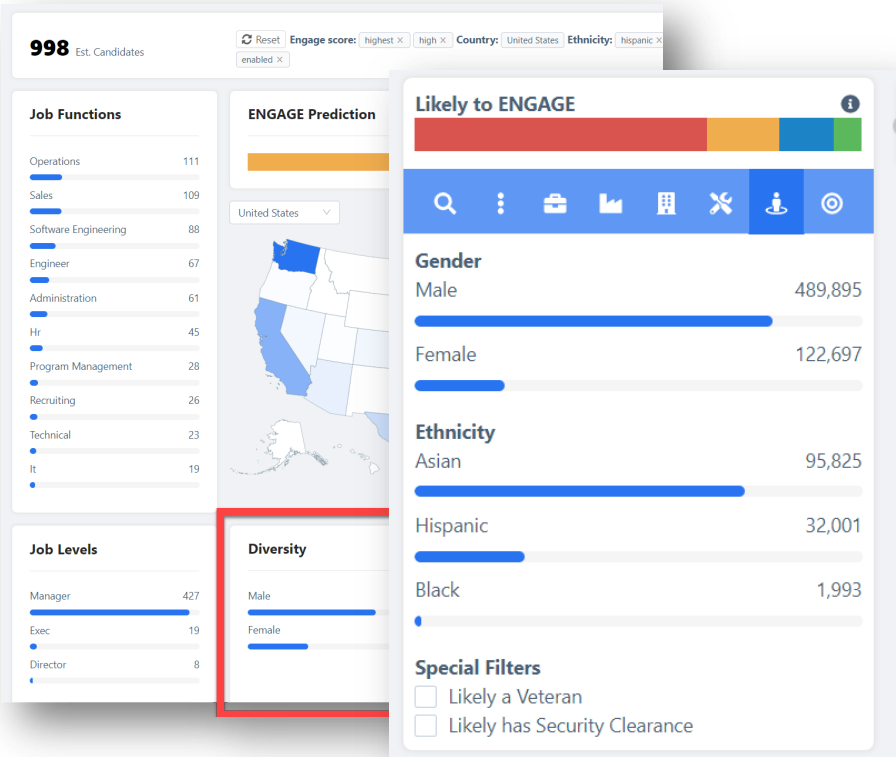 998 Est. Candidates
Reset Engage score: highest × high × Country: United States Ethnicity: hispanic ×
enabled ×
Job Functions
Operations 111
Sales 109
Software Engineering 88
Engineer 67
Administration 61
Hr 45
Program Management 28
Recruiting 26
Technical 23
It 19
Job Levels
Manager 427
Exec 19
Director 8
ENGAGE Prediction
United States
Diversity
Male
Female
Likely to ENGAGE
Gender
Male 489,895
Female 122,697
Ethnicity
Asian 95,825
Hispanic 32,001
Black 1,993
Special Filters
Likely a Veteran
Likely has Security Clearance